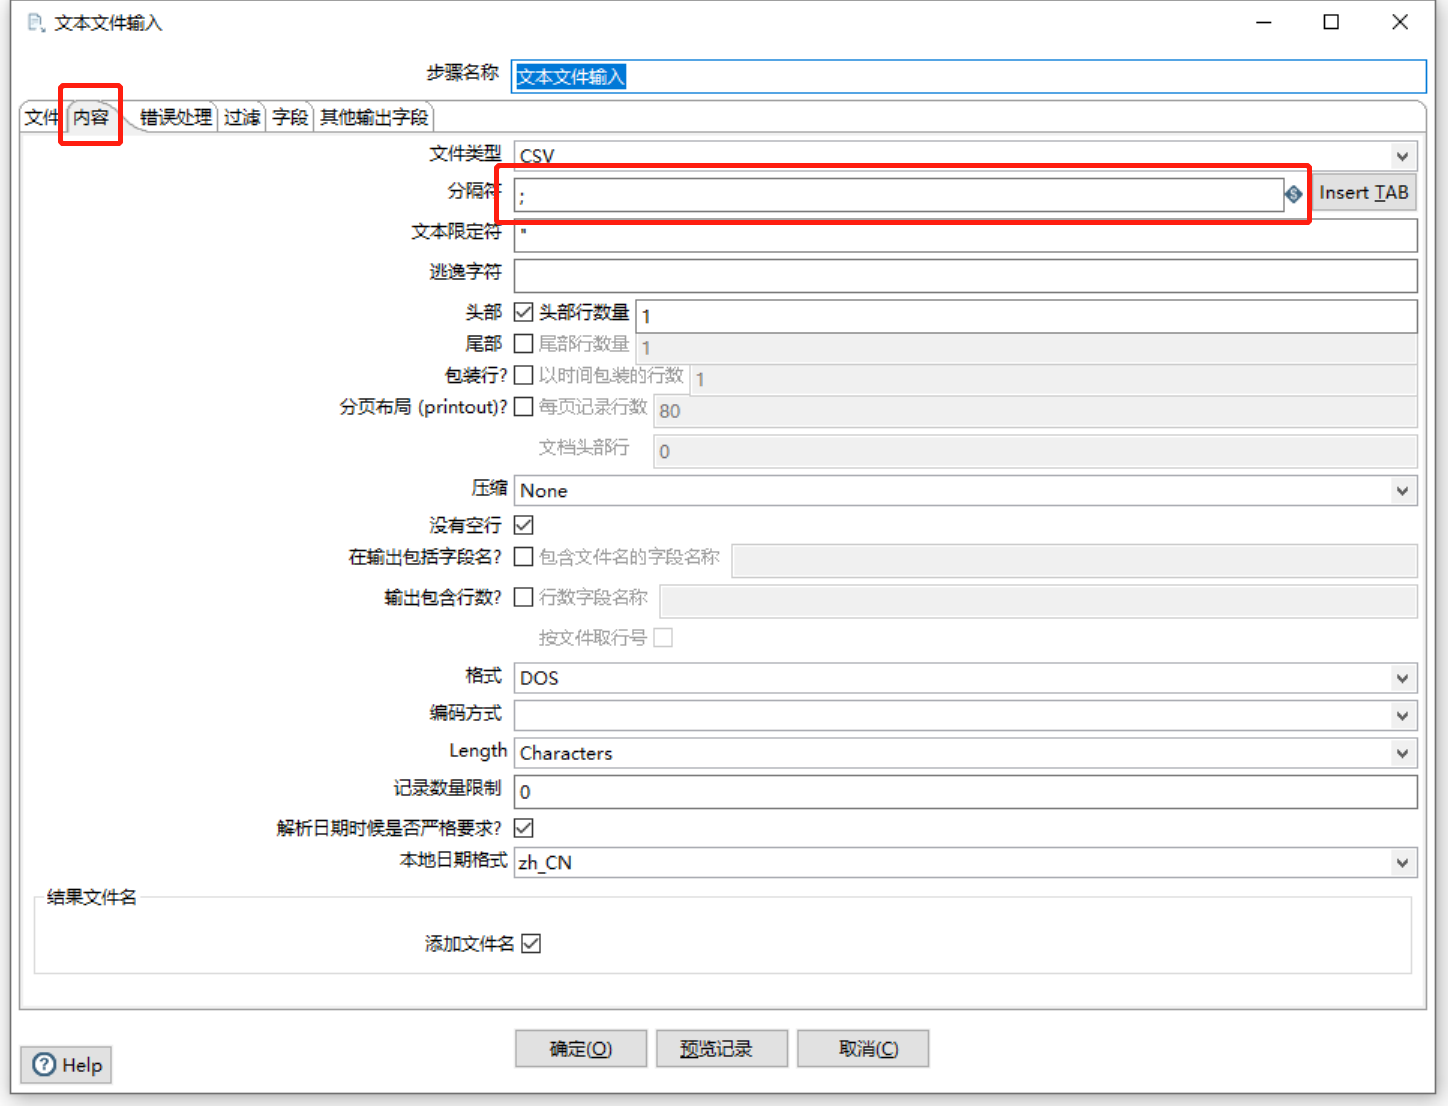 文本文件输入
步骤名称 文本文件输入
文件 内容 错误处理 过滤 字段 其他输出字段
文件类型 CSV
分隔符 ; Insert TAB
文本限定符 "
逃逸字符
头部 头部行数量 1
尾部 尾部行数量 1
包装行? 以时间包装的行数 1
分页布局 (printout)? 每页记录行数 80
文档头部行 0
压缩 None
没有空行
在输出包括字段名? 包含文件名的字段名称
输出包含行数? 行数字段名称
按文件取行号
格式 DOS
编码方式
Length Characters
记录数量限制 0
解析日期时候是否严格要求?
本地日期格式 zh_CN
结果文件名
添加文件名
确定(O) 预览记录 取消(C)
Help